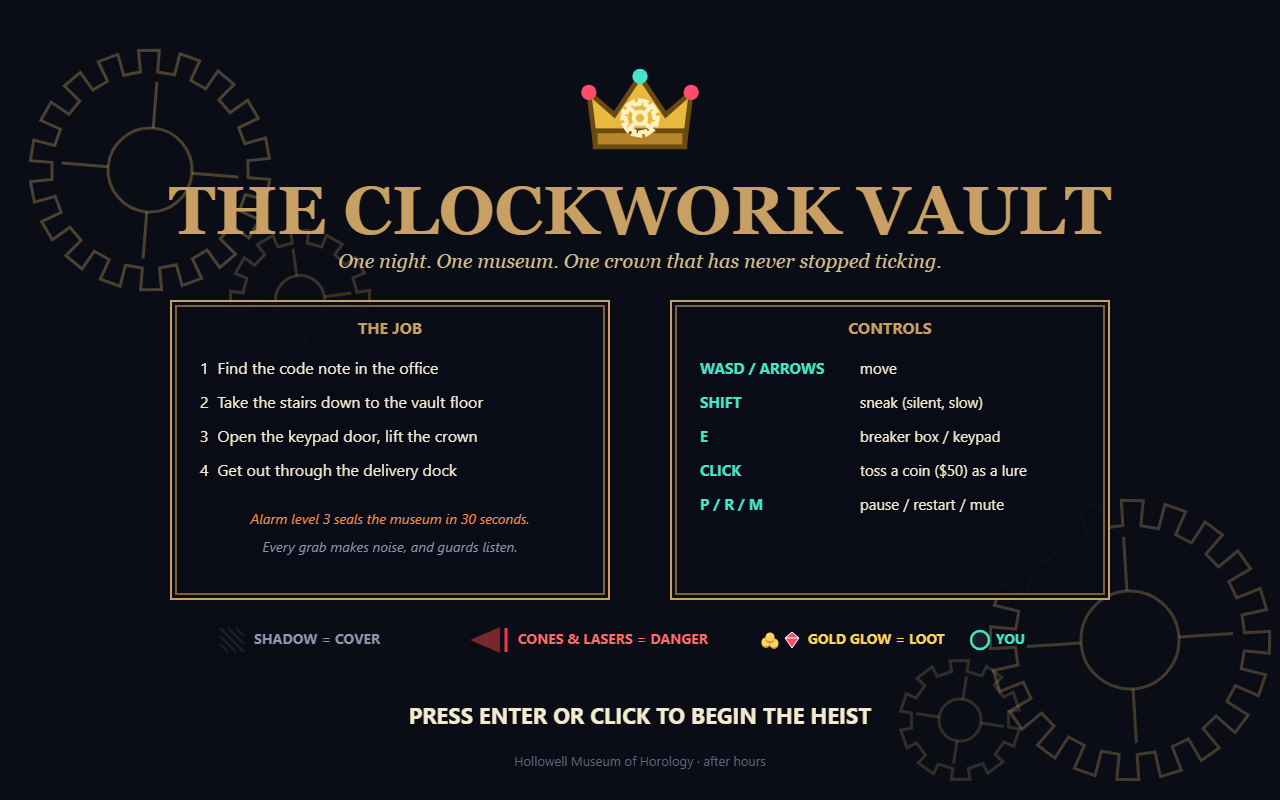 THE CLOCKWORK VAULT
One night. One museum. One crown that has never stopped ticking.
THE JOB
1 Find the code note in the office
2 Take the stairs down to the vault floor
3 Open the keypad door, lift the crown
4 Get out through the delivery dock
Alarm level 3 seals the museum in 30 seconds.
Every grab makes noise, and guards listen.
CONTROLS
WASD / ARROWS move
SHIFT sneak (silent, slow)
E breaker box / keypad
CLICK toss a coin ($50) as a lure
P / R / M pause / restart / mute
SHADOW = COVER
CONES & LASERS = DANGER
GOLD GLOW = LOOT
YOU
PRESS ENTER OR CLICK TO BEGIN THE HEIST
Hollowell Museum of Horology · after hours